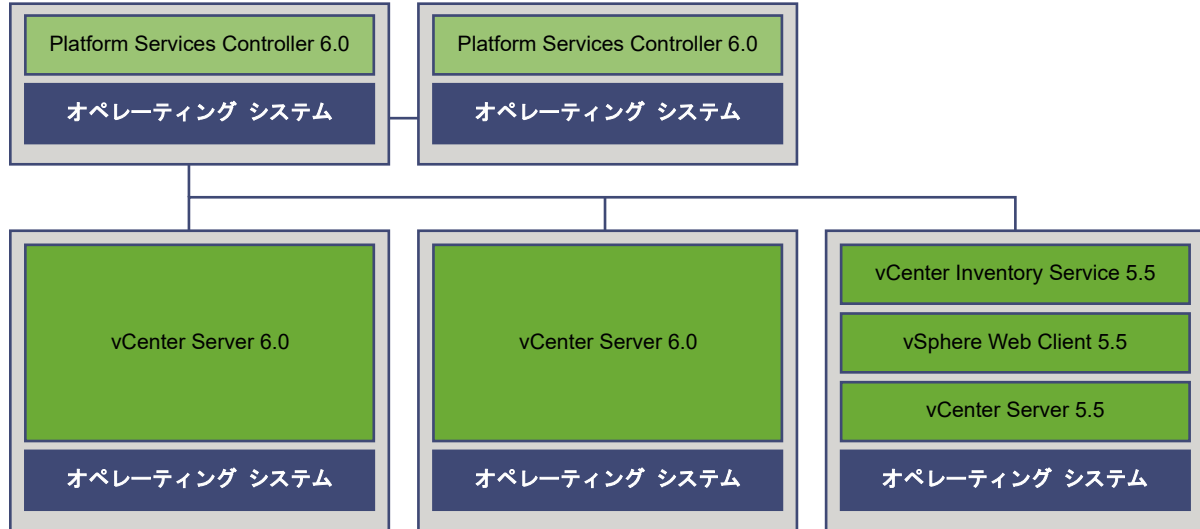 Platform Services Controller 6.0
オペレーティング システム
Platform Services Controller 6.0
オペレーティング システム
vCenter Server 6.0
オペレーティング システム
vCenter Server 6.0
オペレーティング システム
vCenter Inventory Service 5.5
vSphere Web Client 5.5
vCenter Server 5.5
オペレーティング システム